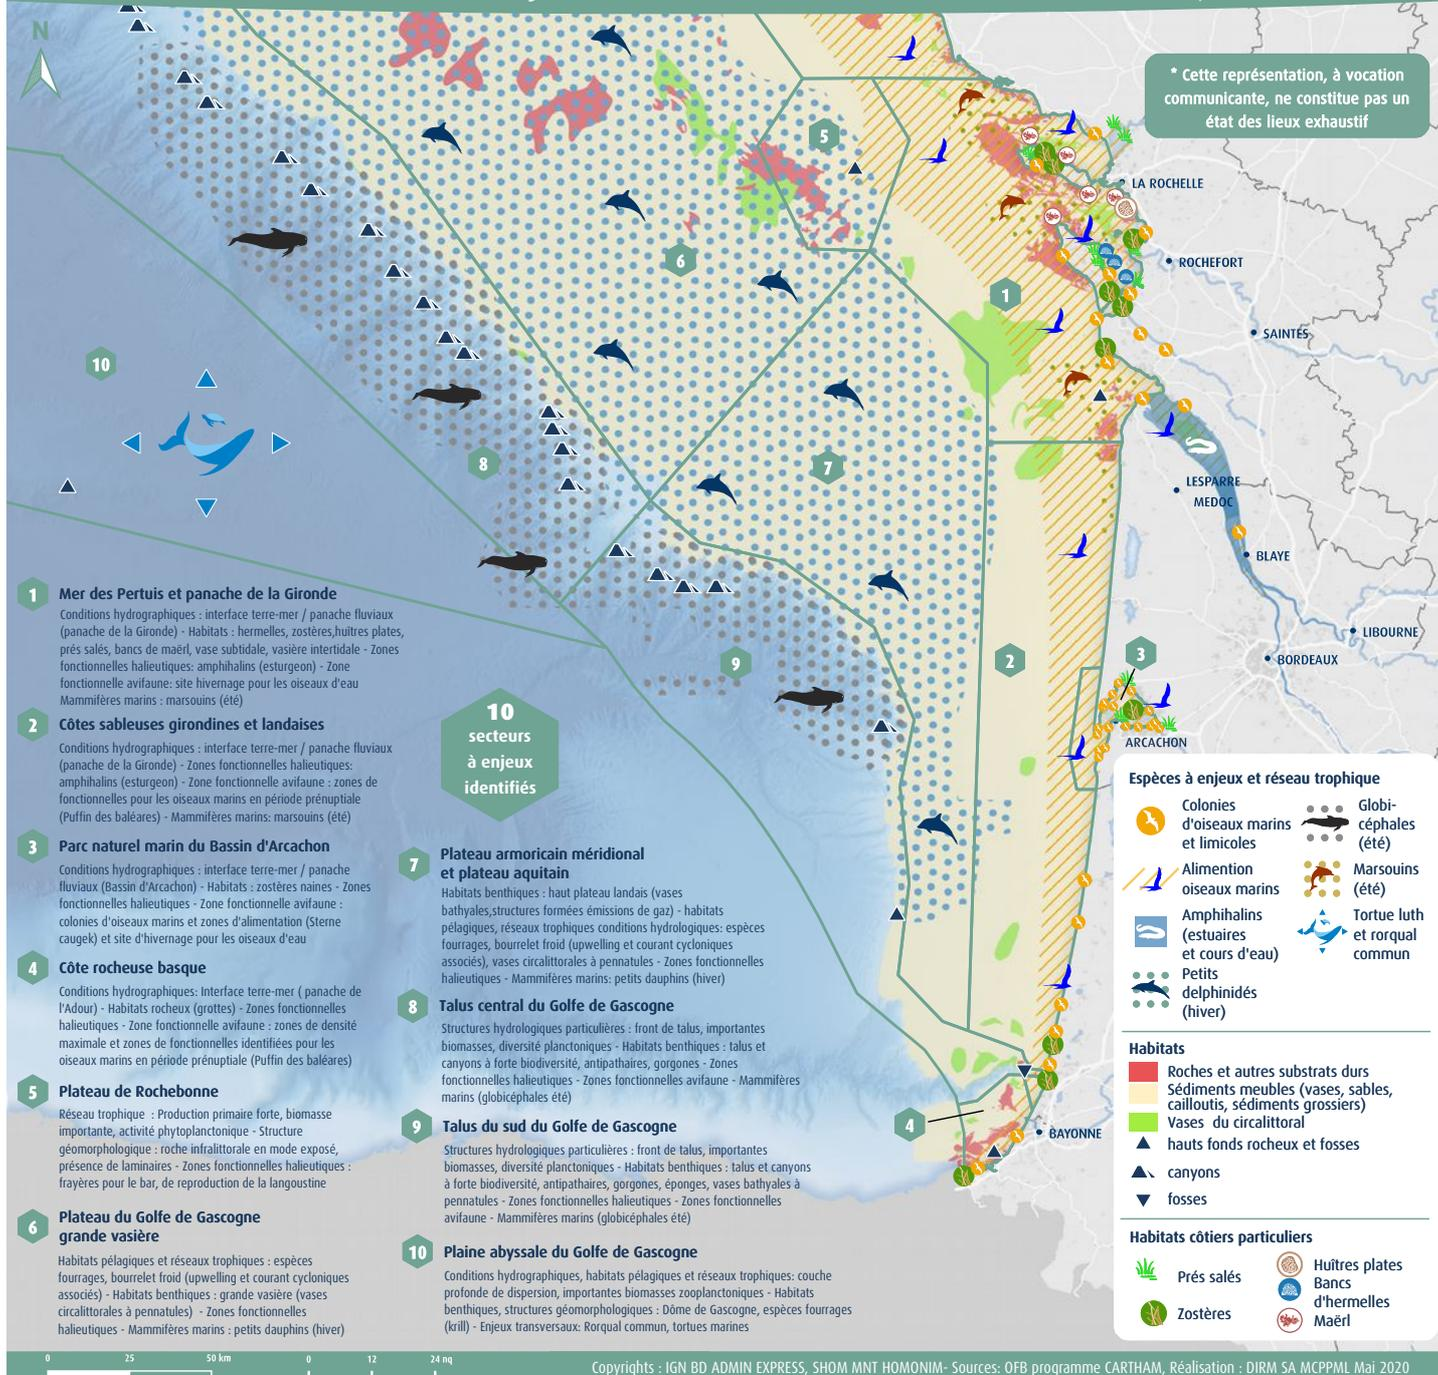 N
* Cette représentation, à vocation
communicante, ne constitue pas un
état des lieux exhaustif
5
LA ROCHELLE
6
ROCHEFORT
1
SAINTES
10
8
7
LESPARRE
MEDOC
BLAYE
LIBOURNE
BORDEAUX
9
2
3
ARCACHON
4
BAYONNE
10
secteurs
à enjeu
identifiés
1 Mer des Pertuis et panache de la Gironde
Conditions hydrographiques : interface terre-mer / panache fluviaux
(panache de la Gironde) - Habitats : hermelles, zostères,huîtres plates,
prés salés, bancs de maërl, vase subtidale, vasière intertidale - Zones
fonctionnelles halieutiques: amphihalins (esturgeon) - Zone
fonctionnelle avifaune: site hivernage pour les oiseaux d'eau
Mammifères marins : marsouins (été)
2 Côtes sableuses girondines et landaises
Conditions hydrographiques : interface terre-mer / panache fluviaux
(panache de la Gironde) - Zones fonctionnelles halieutiques:
amphihalins (esturgeon) - Zone fonctionnelle avifaune : zones de
fonctionnelles pour les oiseaux marins en période prénuptiale
(Puffin des baléares) - Mammifères marins: marsouins (été)
3 Parc naturel marin du Bassin d'Arcachon
Conditions hydrographiques : interface terre-mer / panache
fluviaux (Bassin d'Arcachon) - Habitats : zostères naines - Zones
fonctionnelles halieutiques - Zone fonctionnelle avifaune :
colonies d'oiseaux marins et zones d'alimentation (Sterne
caugek) et site d'hivernage pour les oiseaux d'eau
4 Côte rocheuse basque
Conditions hydrographiques: Interface terre-mer ( panache de
l'Adour) - Habitats rocheux (grottes) - Zones fonctionnelles
halieutiques - Zone fonctionnelle avifaune : zones de densité
maximale et zones de fonctionnelles identifiées pour les
oiseaux marins en période prénuptiale (Puffin des baléares)
5 Plateau de Rochebonne
Réseau trophique : Production primaire forte, biomasse
importante, activité phytoplanctonique - Structure
géomorphologique : roche infralittorale en mode exposé,
présence de laminaires - Zones fonctionnelles halieutiques :
frayères pour le bar, de reproduction de la langoustine
6 Plateau du Golfe de Gascogne
grande vasière
Habitats pélagiques et réseaux trophiques : espèces
fourrages, bourrelet froid (upwelling et courant cycloniques
associés) - Habitats benthiques : grande vasière (vases
circalittorales à pennatules) - Zones fonctionnelles
halieutiques - Mammifères marins : petits dauphins (hiver)
7 Plateau armoricain méridional
et plateau aquitain
Habitats benthiques : haut plateau landais (vases
bathyales,structures formées émissions de gaz) - habitats
pélagiques, réseaux trophiques conditions hydrologiques: espèces
fourrages, bourrelet froid (upwelling et courant cycloniques
associés), vases circalittorales à pennatules - Zones fonctionnelles
halieutiques - Mammifères marins: petits dauphins (hiver)
8 Talus central du Golfe de Gascogne
Structures hydrologiques particulières : front de talus, importantes
biomasses, diversité planctoniques - Habitats benthiques : talus et
canyons à forte biodiversité, antipathaires, gorgones - Zones
fonctionnelles halieutiques - Zones fonctionnelles avifaune - Mammifères
marins (globicéphales été)
9 Talus du sud du Golfe de Gascogne
Structures hydrologiques particulières : front de talus, importantes
biomasses, diversité planctoniques - Habitats benthiques : talus et canyons
à forte biodiversité, antipathaires, gorgones, éponges, vases bathyales à
pennatules - Zones fonctionnelles halieutiques - Zones fonctionnelles
avifaune - Mammifères marins (globicéphales été)
10 Plaine abyssale du Golfe de Gascogne
Conditions hydrographiques, habitats pélagiques et réseaux trophiques: couche
profonde de dispersion, importantes biomasses zooplanctoniques - Habitats
benthiques, structures géomorphologiques : Dôme de Gascogne, espèces fourrages
(krill) - Enjeux transversaux: Rorqual commun, tortues marines
Espèces à enjeux et réseau trophique
Colonies
d'oiseaux marins
et limicoles
Globi-
céphales
(été)
Alimention
oiseaux marins
Marsouins
(été)
Amphihalins
(estuaires
et cours d'eau)
Tortue luth
et rorqual
commun
Petits
delphinidés
(hiver)
Habitats
Roches et autres substrats durs
Sédiments meubles (vases, sables,
cailloutis, sédiments grossiers)
Vases du circalittoral
hauts fonds rocheux et fosses
canyons
fosses
Habitats côtiers particuliers
Prés salés
Zostères
Huîtres plates
Bancs
d'hermelles
Maërl
0 25 50 km 0 12 24 nq
Copyrights : IGN BD ADMIN EXPRESS, SHOM MNT HOMONIM- Sources: OFB programme CARTHAM, Réalisation : DIRM SA MCPPML Mai 2020